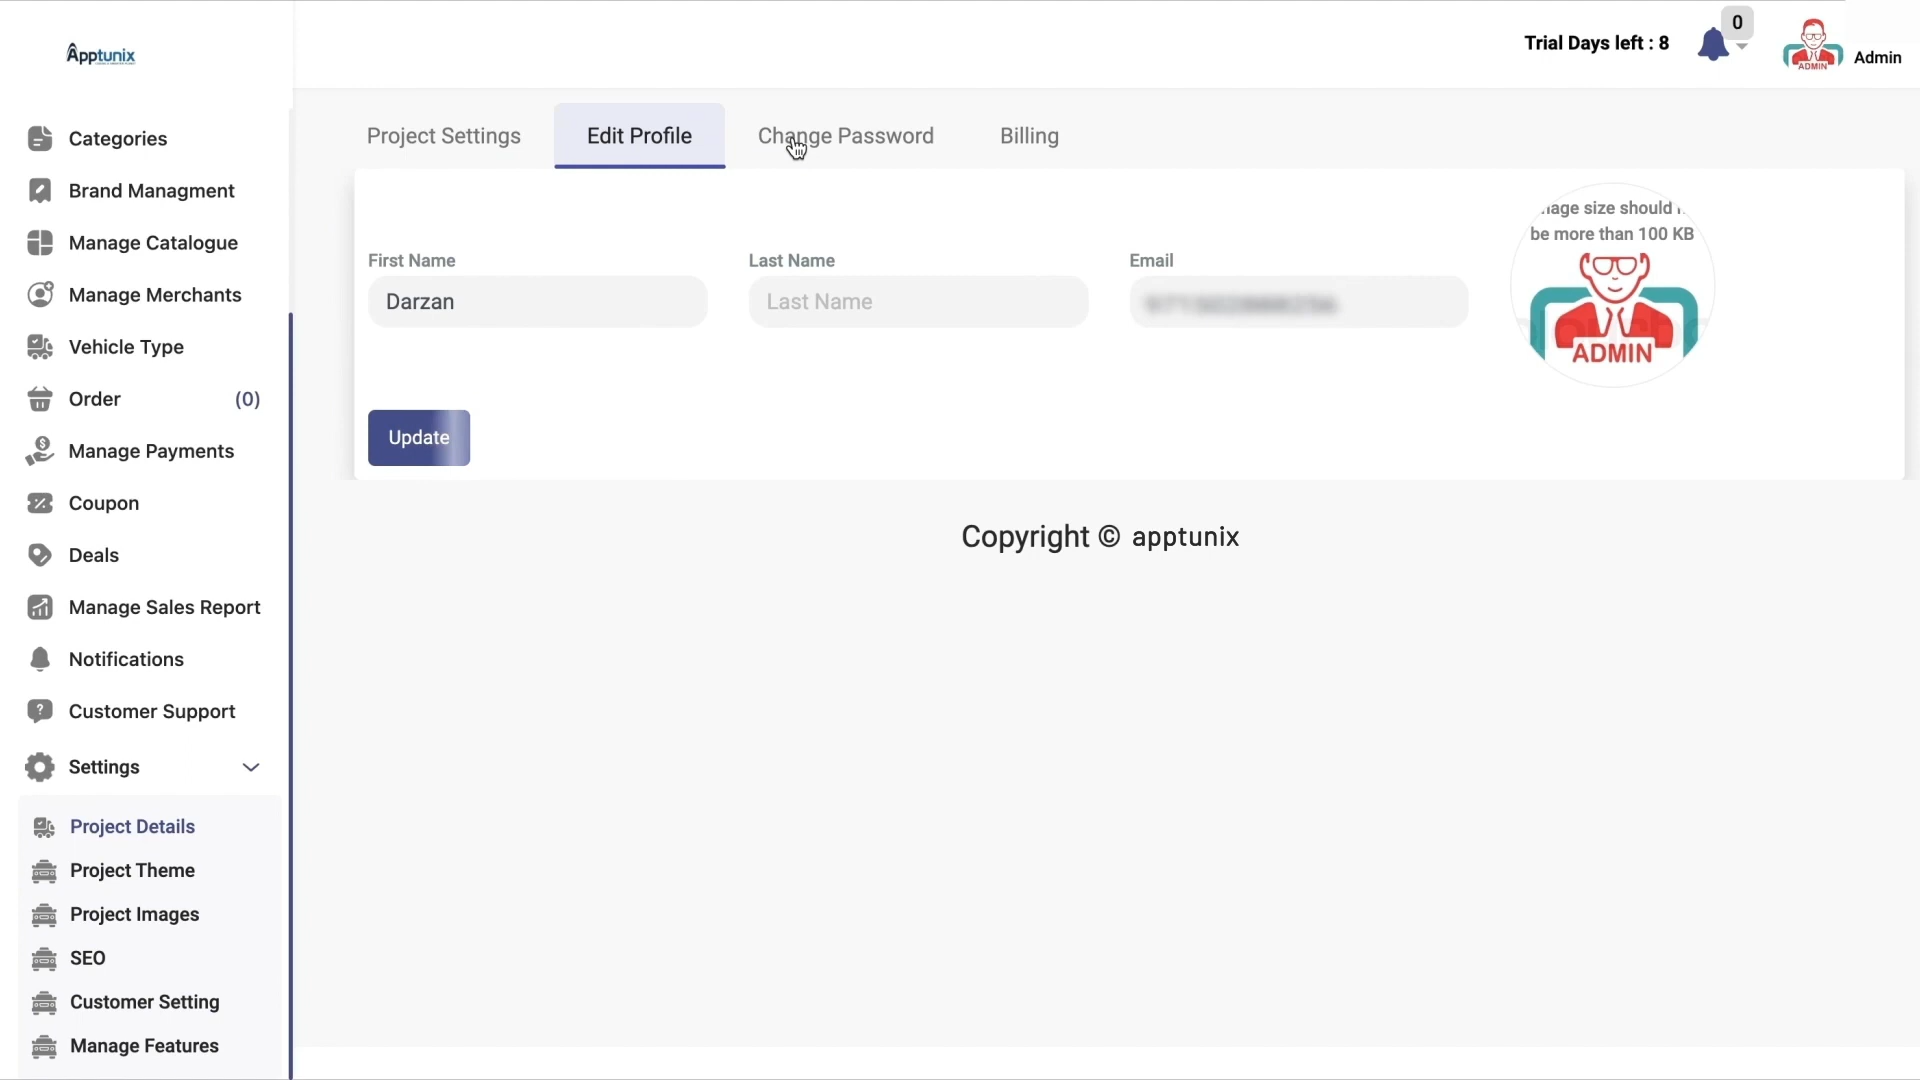 Apptunix
Trial Days left : 8
0
ADMIN
Admin
Categories
Brand Managment
Manage Catalogue
Manage Merchants
Vehicle Type
Order (0)
Manage Payments
Coupon
Deals
Manage Sales Report
Notifications
Customer Support
Settings
Project Details
Project Theme
Project Images
SEO
Customer Setting
Manage Features
Project Settings
Edit Profile
Change Password
Billing
First Name
Darzan
Last Name
Last Name
Email
size should
be more than 100 KB
ADMIN
Update
Copyright © apptunix